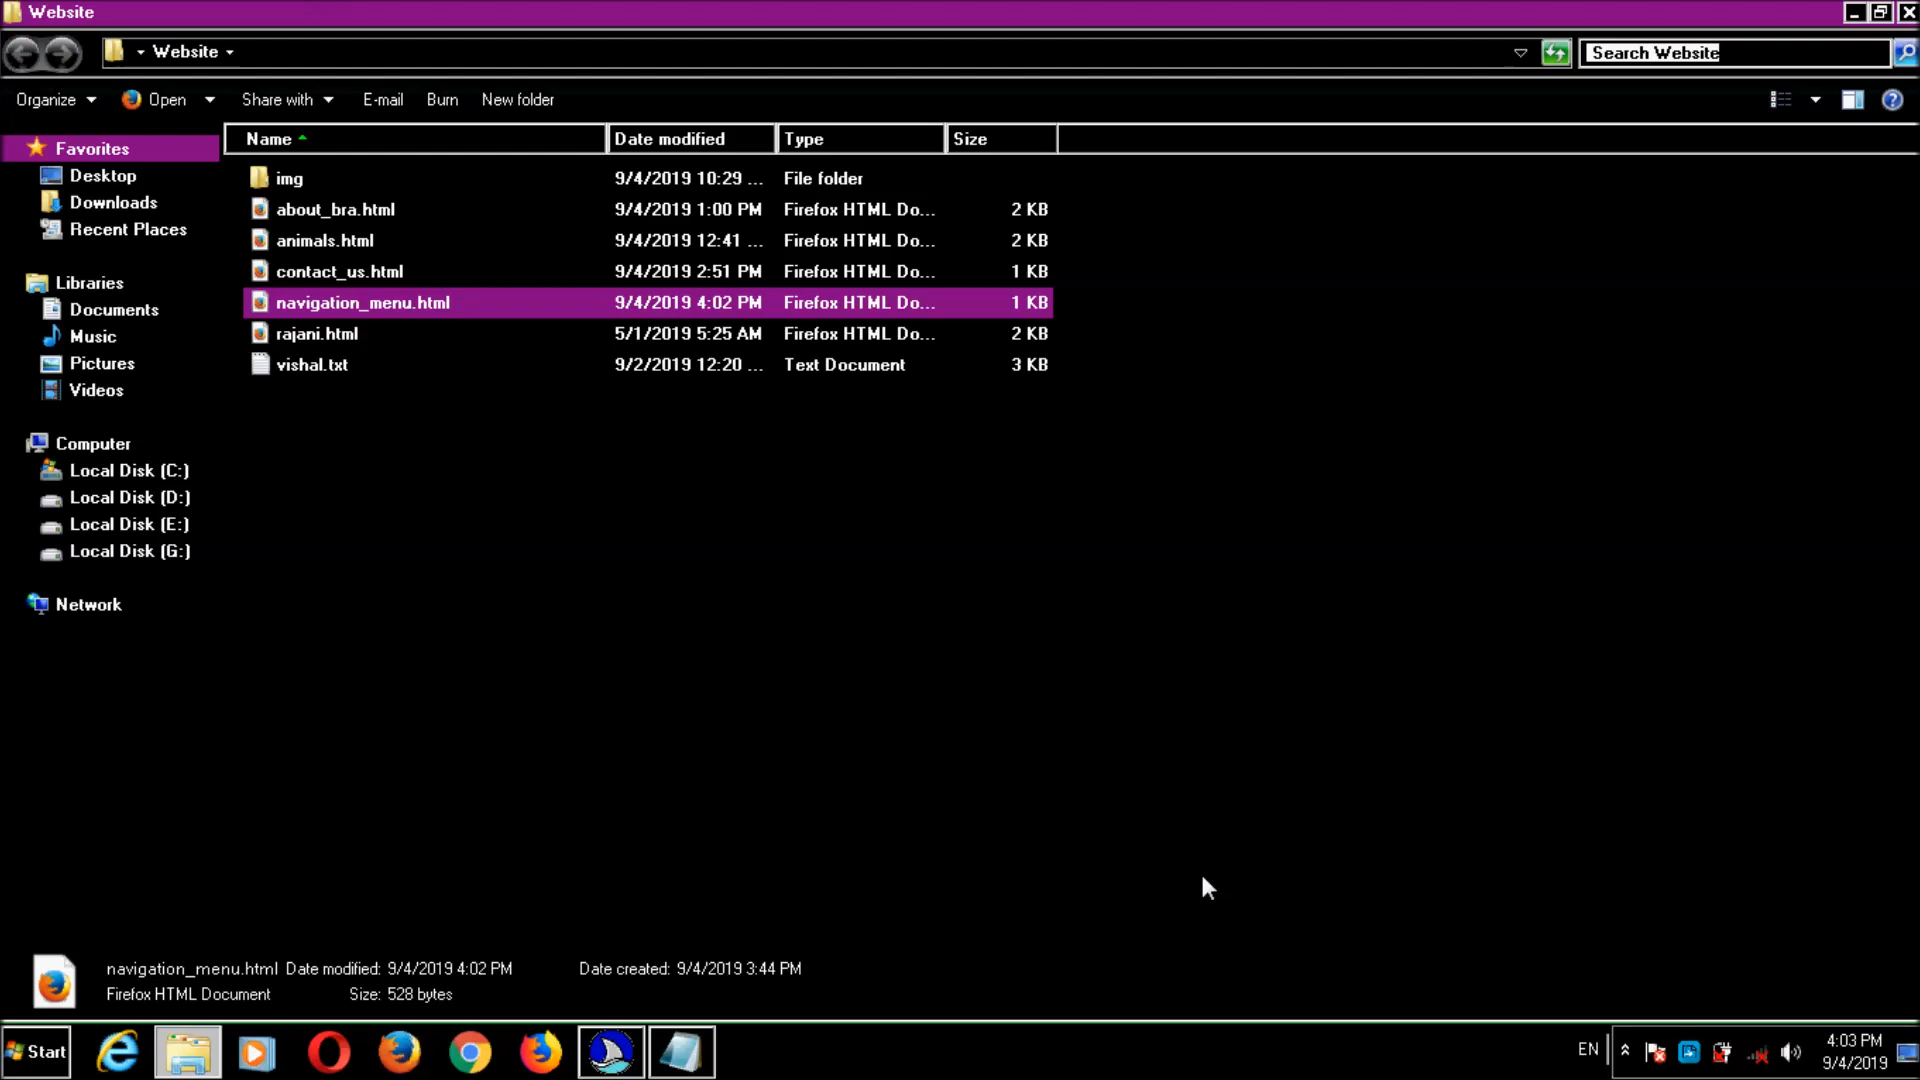 Website
Website
Search Website
Organize Open Share with E-mail Burn New folder
Name Date modified Type Size
Favorites
Desktop
Downloads
Recent Places
Libraries
Documents
Music
Pictures
Videos
Computer
Local Disk (C:)
Local Disk (D:)
Local Disk (E:)
Local Disk (G:)
Network
img 9/4/2019 10:29 ... File folder
about_bra.html 9/4/2019 1:00 PM Firefox HTML Do... 2 KB
animals.html 9/4/2019 12:41 ... Firefox HTML Do... 2 KB
contact_us.html 9/4/2019 2:51 PM Firefox HTML Do... 1 KB
navigation_menu.html 9/4/2019 4:02 PM Firefox HTML Do... 1 KB
rajani.html 5/1/2019 5:25 AM Firefox HTML Do... 2 KB
vishal.txt 9/2/2019 12:20 ... Text Document 3 KB
navigation_menu.html Date modified: 9/4/2019 4:02 PM Date created: 9/4/2019 3:44 PM
Firefox HTML Document Size: 528 bytes
Start
EN
4:03 PM
9/4/2019